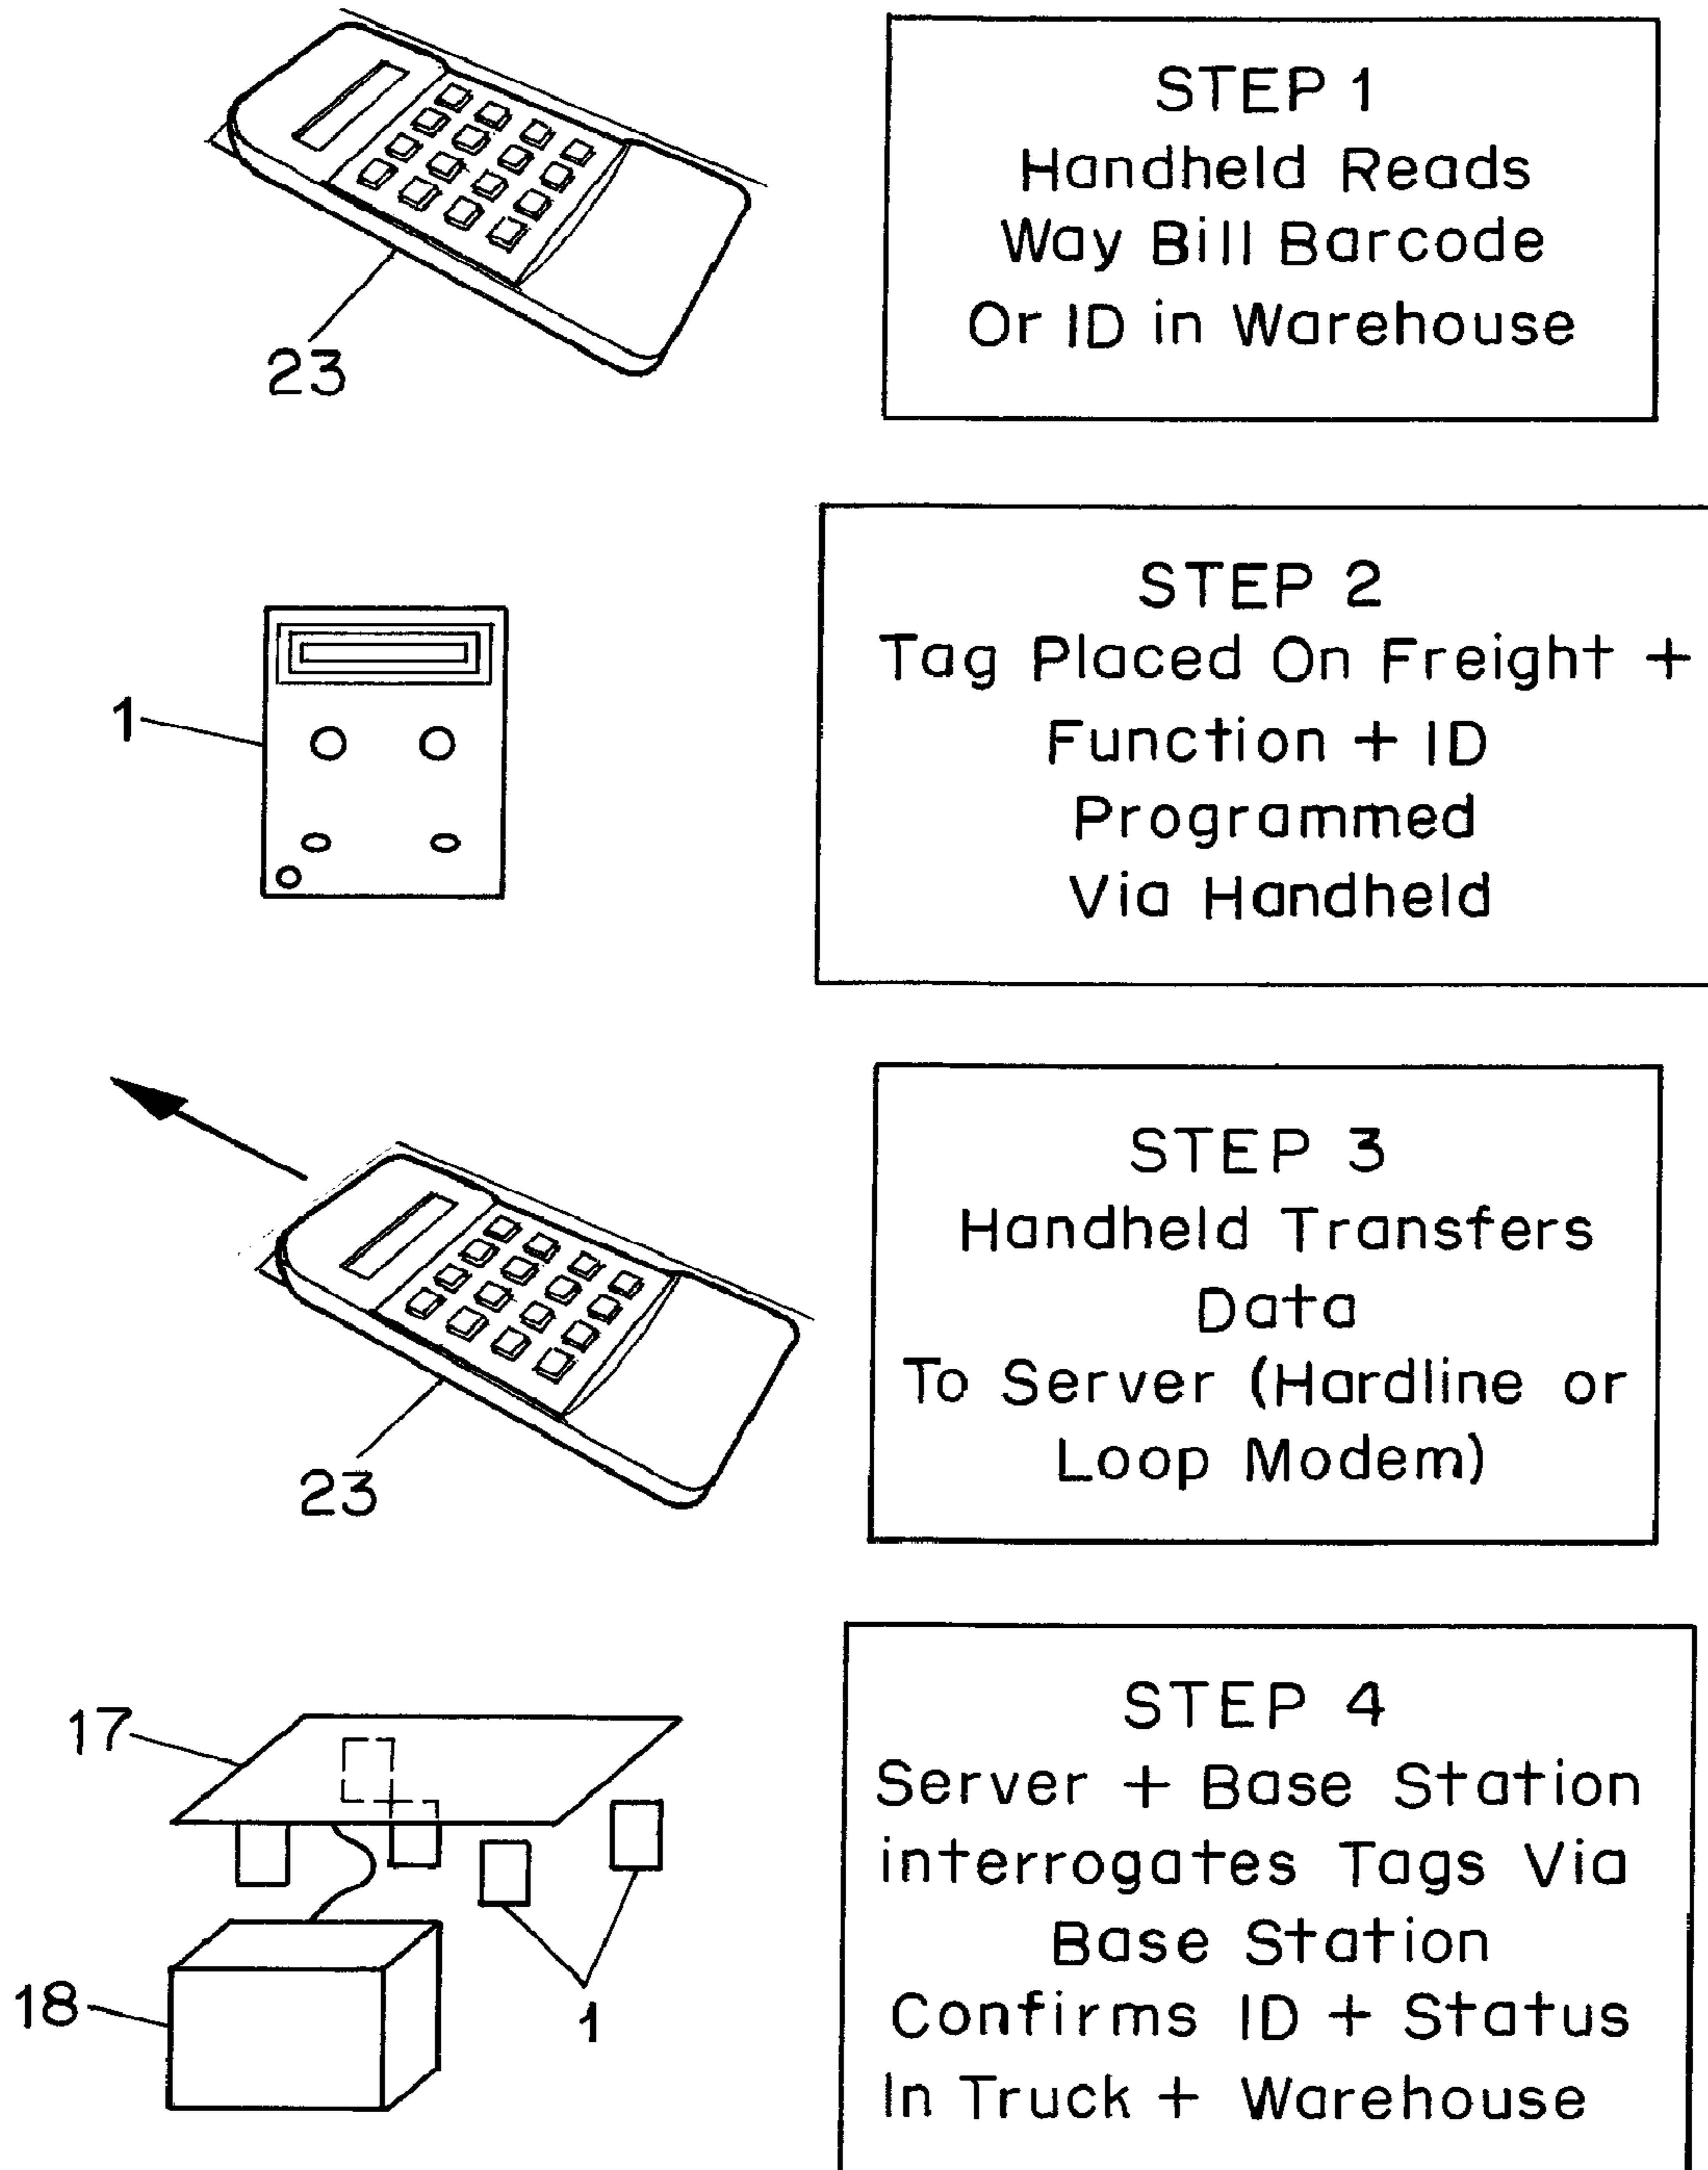 STEP 1
Handheld Reads
Way Bill Barcode
Or ID in Warehouse
23
STEP 2
Tag Placed On Freight +
Function + ID
Programmed
Via Handheld
1
STEP 3
Handheld Transfers
Data
To Server (Hardline or
Loop Modem)
23
STEP 4
Server + Base Station
interrogates Tags Via
Base Station
Confirms ID + Status
In Truck + Warehouse
17
18
1